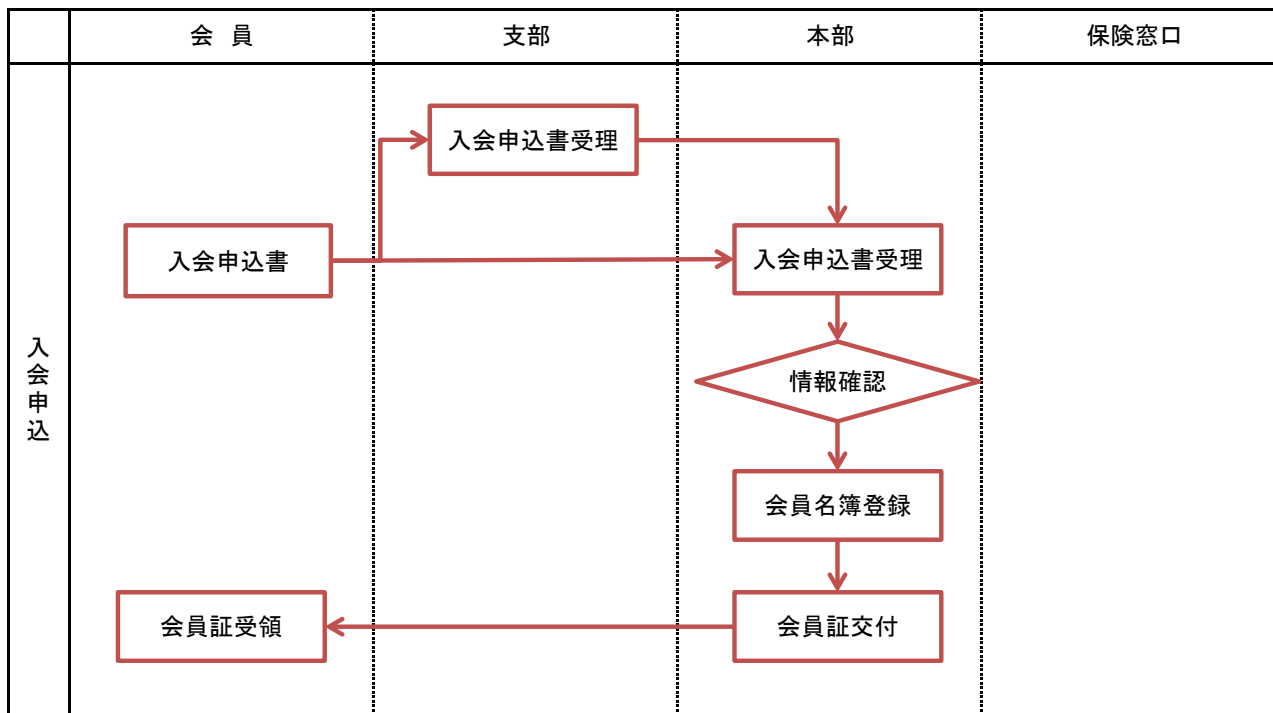 会 員
支部
本部
保険窓口
入会申込
入会申込書受理
入会申込書
入会申込書受理
情報確認
会員名簿登録
会員証受領
会員証交付